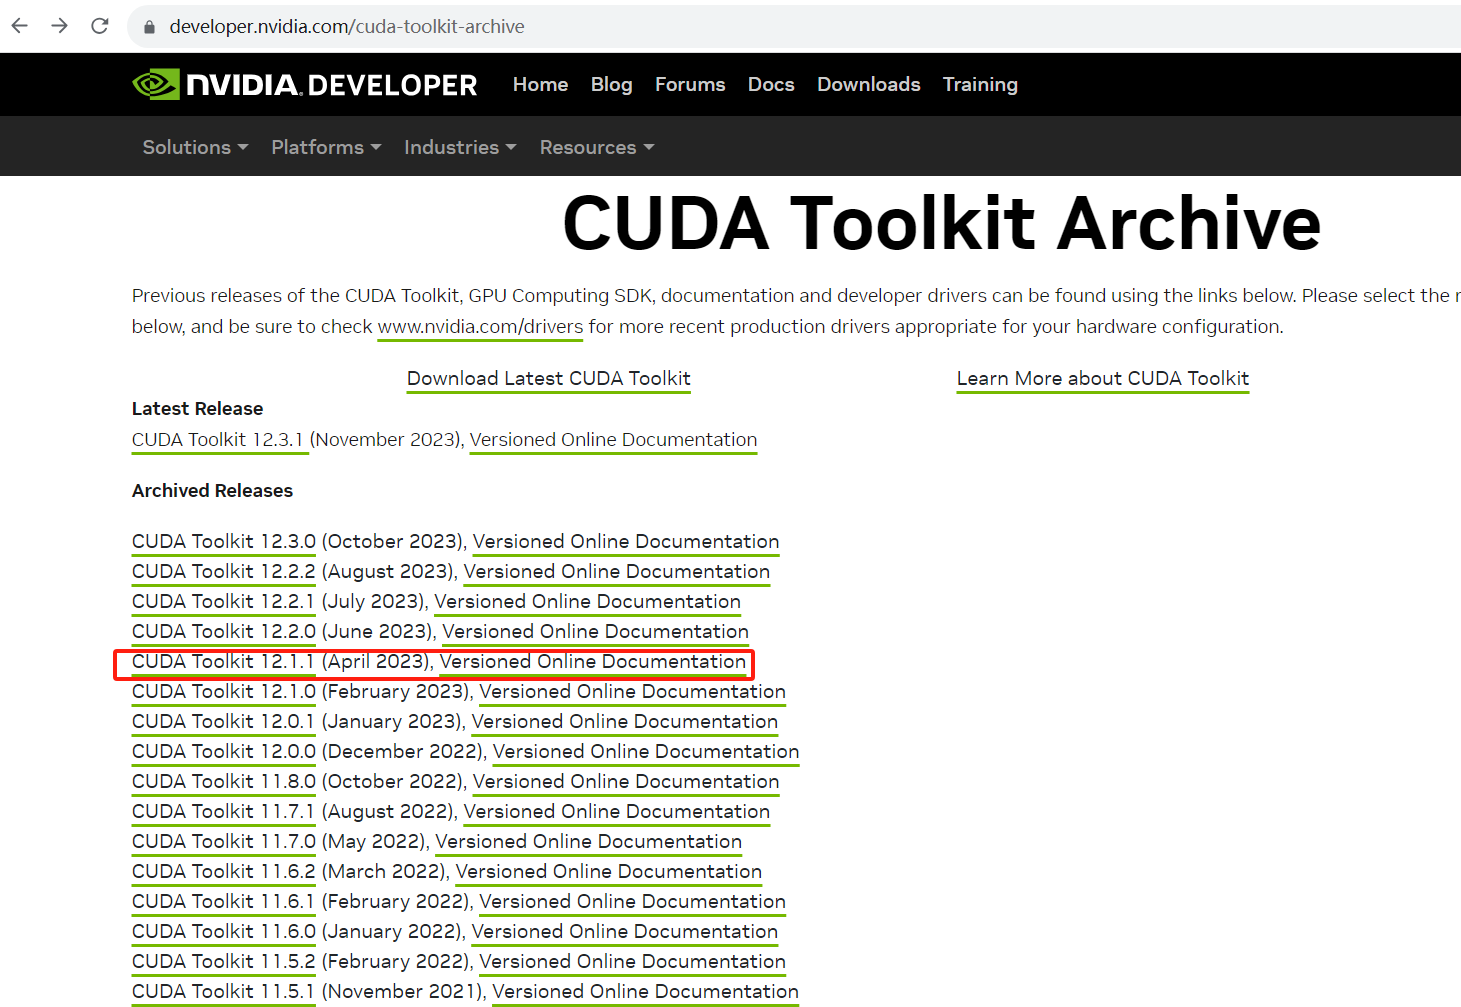 developer.nvidia.com/cuda-toolkit-archive
NVIDIA. DEVELOPER Home Blog Forums Docs Downloads Training
Solutions Platforms Industries Resources
CUDA Toolkit Archive
Previous releases of the CUDA Toolkit, GPU Computing SDK, documentation and developer drivers can be found using the links below. Please select the
below, and be sure to check www.nvidia.com/drivers for more recent production drivers appropriate for your hardware configuration.
Download Latest CUDA Toolkit Learn More about CUDA Toolkit
Latest Release
CUDA Toolkit 12.3.1 (November 2023), Versioned Online Documentation
Archived Releases
CUDA Toolkit 12.3.0 (October 2023), Versioned Online Documentation
CUDA Toolkit 12.2.2 (August 2023), Versioned Online Documentation
CUDA Toolkit 12.2.1 (July 2023), Versioned Online Documentation
CUDA Toolkit 12.2.0 (June 2023), Versioned Online Documentation
CUDA Toolkit 12.1.1 (April 2023), Versioned Online Documentation
CUDA Toolkit 12.1.0 (February 2023), Versioned Online Documentation
CUDA Toolkit 12.0.1 (January 2023), Versioned Online Documentation
CUDA Toolkit 12.0.0 (December 2022), Versioned Online Documentation
CUDA Toolkit 11.8.0 (October 2022), Versioned Online Documentation
CUDA Toolkit 11.7.1 (August 2022), Versioned Online Documentation
CUDA Toolkit 11.7.0 (May 2022), Versioned Online Documentation
CUDA Toolkit 11.6.2 (March 2022), Versioned Online Documentation
CUDA Toolkit 11.6.1 (February 2022), Versioned Online Documentation
CUDA Toolkit 11.6.0 (January 2022), Versioned Online Documentation
CUDA Toolkit 11.5.2 (February 2022), Versioned Online Documentation
CUDA Toolkit 11.5.1 (November 2021), Versioned Online Documentation